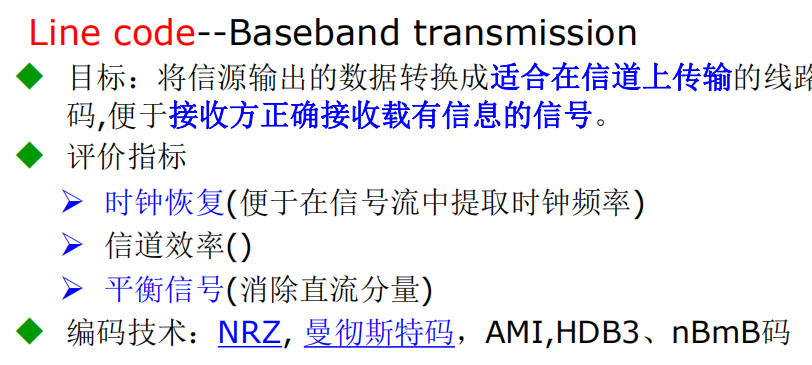 Line code--Baseband transmission
目标：将信源输出的数据转换成适合在信道上传输的线路
码,便于接收方正确接收载有信息的信号。
评价指标
时钟恢复(便于在信号流中提取时钟频率)
信道效率()
平衡信号(消除直流分量)
编码技术：NRZ, 曼彻斯特码，AMI,HDB3、nBmB码